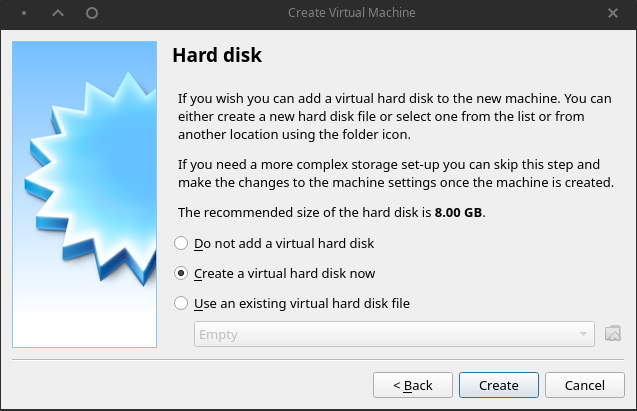 Create Virtual Machine
Hard disk
If you wish you can add a virtual hard disk to the new machine. You can
either create a new hard disk file or select one from the list or from
another location using the folder icon.
If you need a more complex storage set-up you can skip this step and
make the changes to the machine settings once the machine is created.
The recommended size of the hard disk is 8.00 GB.
Do not add a virtual hard disk
Create a virtual hard disk now
Use an existing virtual hard disk file
Empty
< Back
Create
Cancel